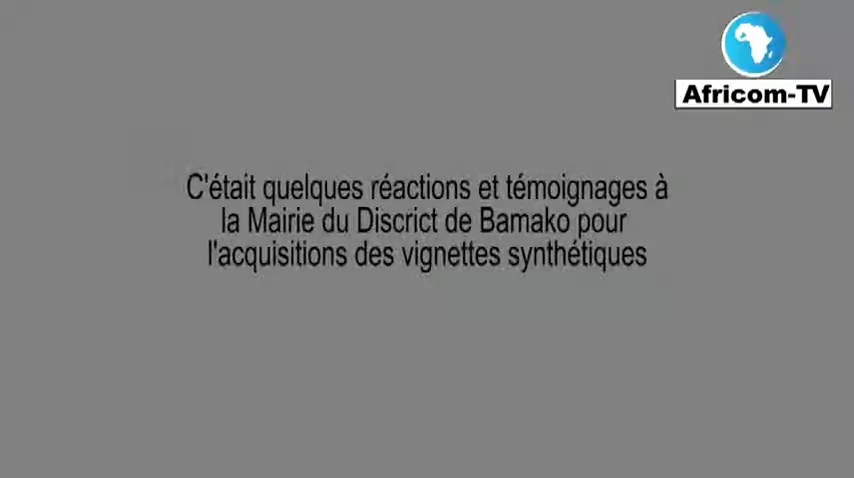 Africom-TV
C'était quelques réactions et témoignages à
la Mairie du Discrict de Bamako pour
l'acquisitions des vignettes synthétiques